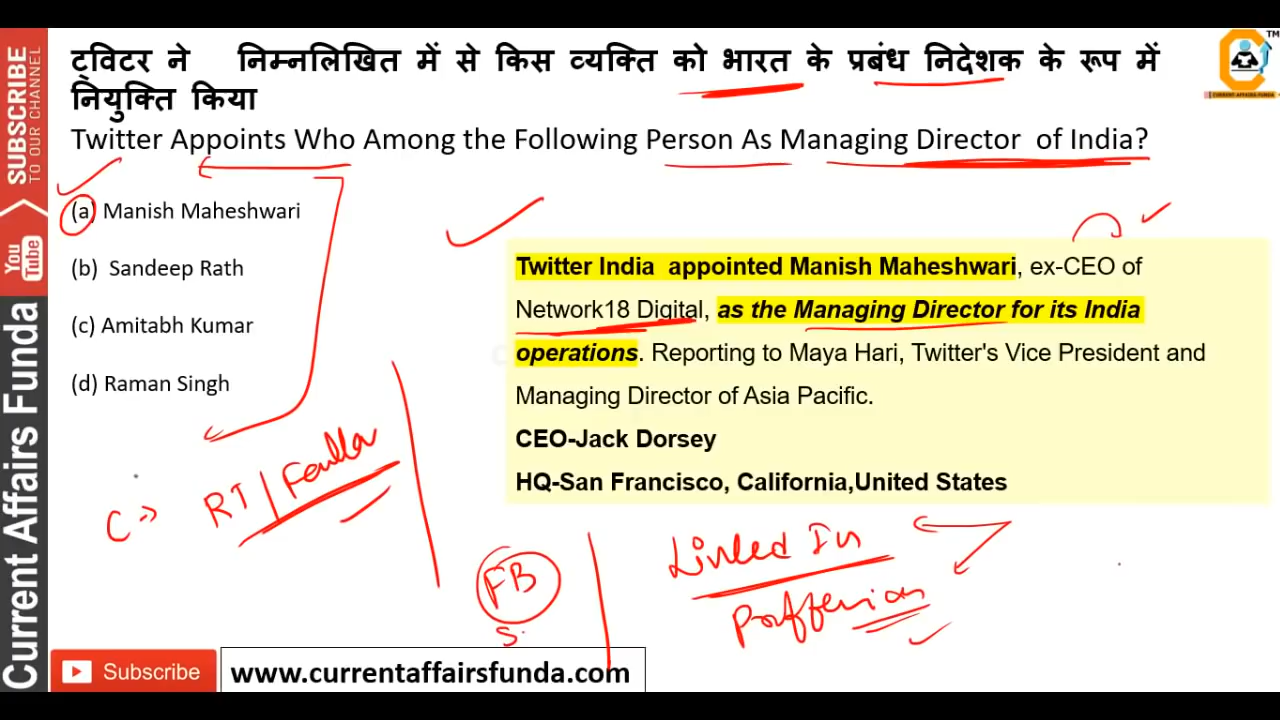 ट्विटर ने निम्नलिखित में से किस व्यक्ति को भारत के प्रबंध निदेशक के रूप में
नियुक्ति किया
Twitter Appoints Who Among the Following Person As Managing Director of India?
(a) Manish Maheshwari
(b) Sandeep Rath
(c) Amitabh Kumar
(d) Raman Singh
Twitter India appointed Manish Maheshwari, ex-CEO of
Network18 Digital, as the Managing Director for its India
operations. Reporting to Maya Hari, Twitter's Vice President and
Managing Director of Asia Pacific.
CEO-Jack Dorsey
HQ-San Francisco, California,United States
RT/
FB
S
Linked In
Subscribe
www.currentaffairsfunda.com
SUBSCRIBE
TO OUR CHANNEL
You Tube
Current Affairs Funda
TM
CURRENT-AFFAIRS-FUNDA